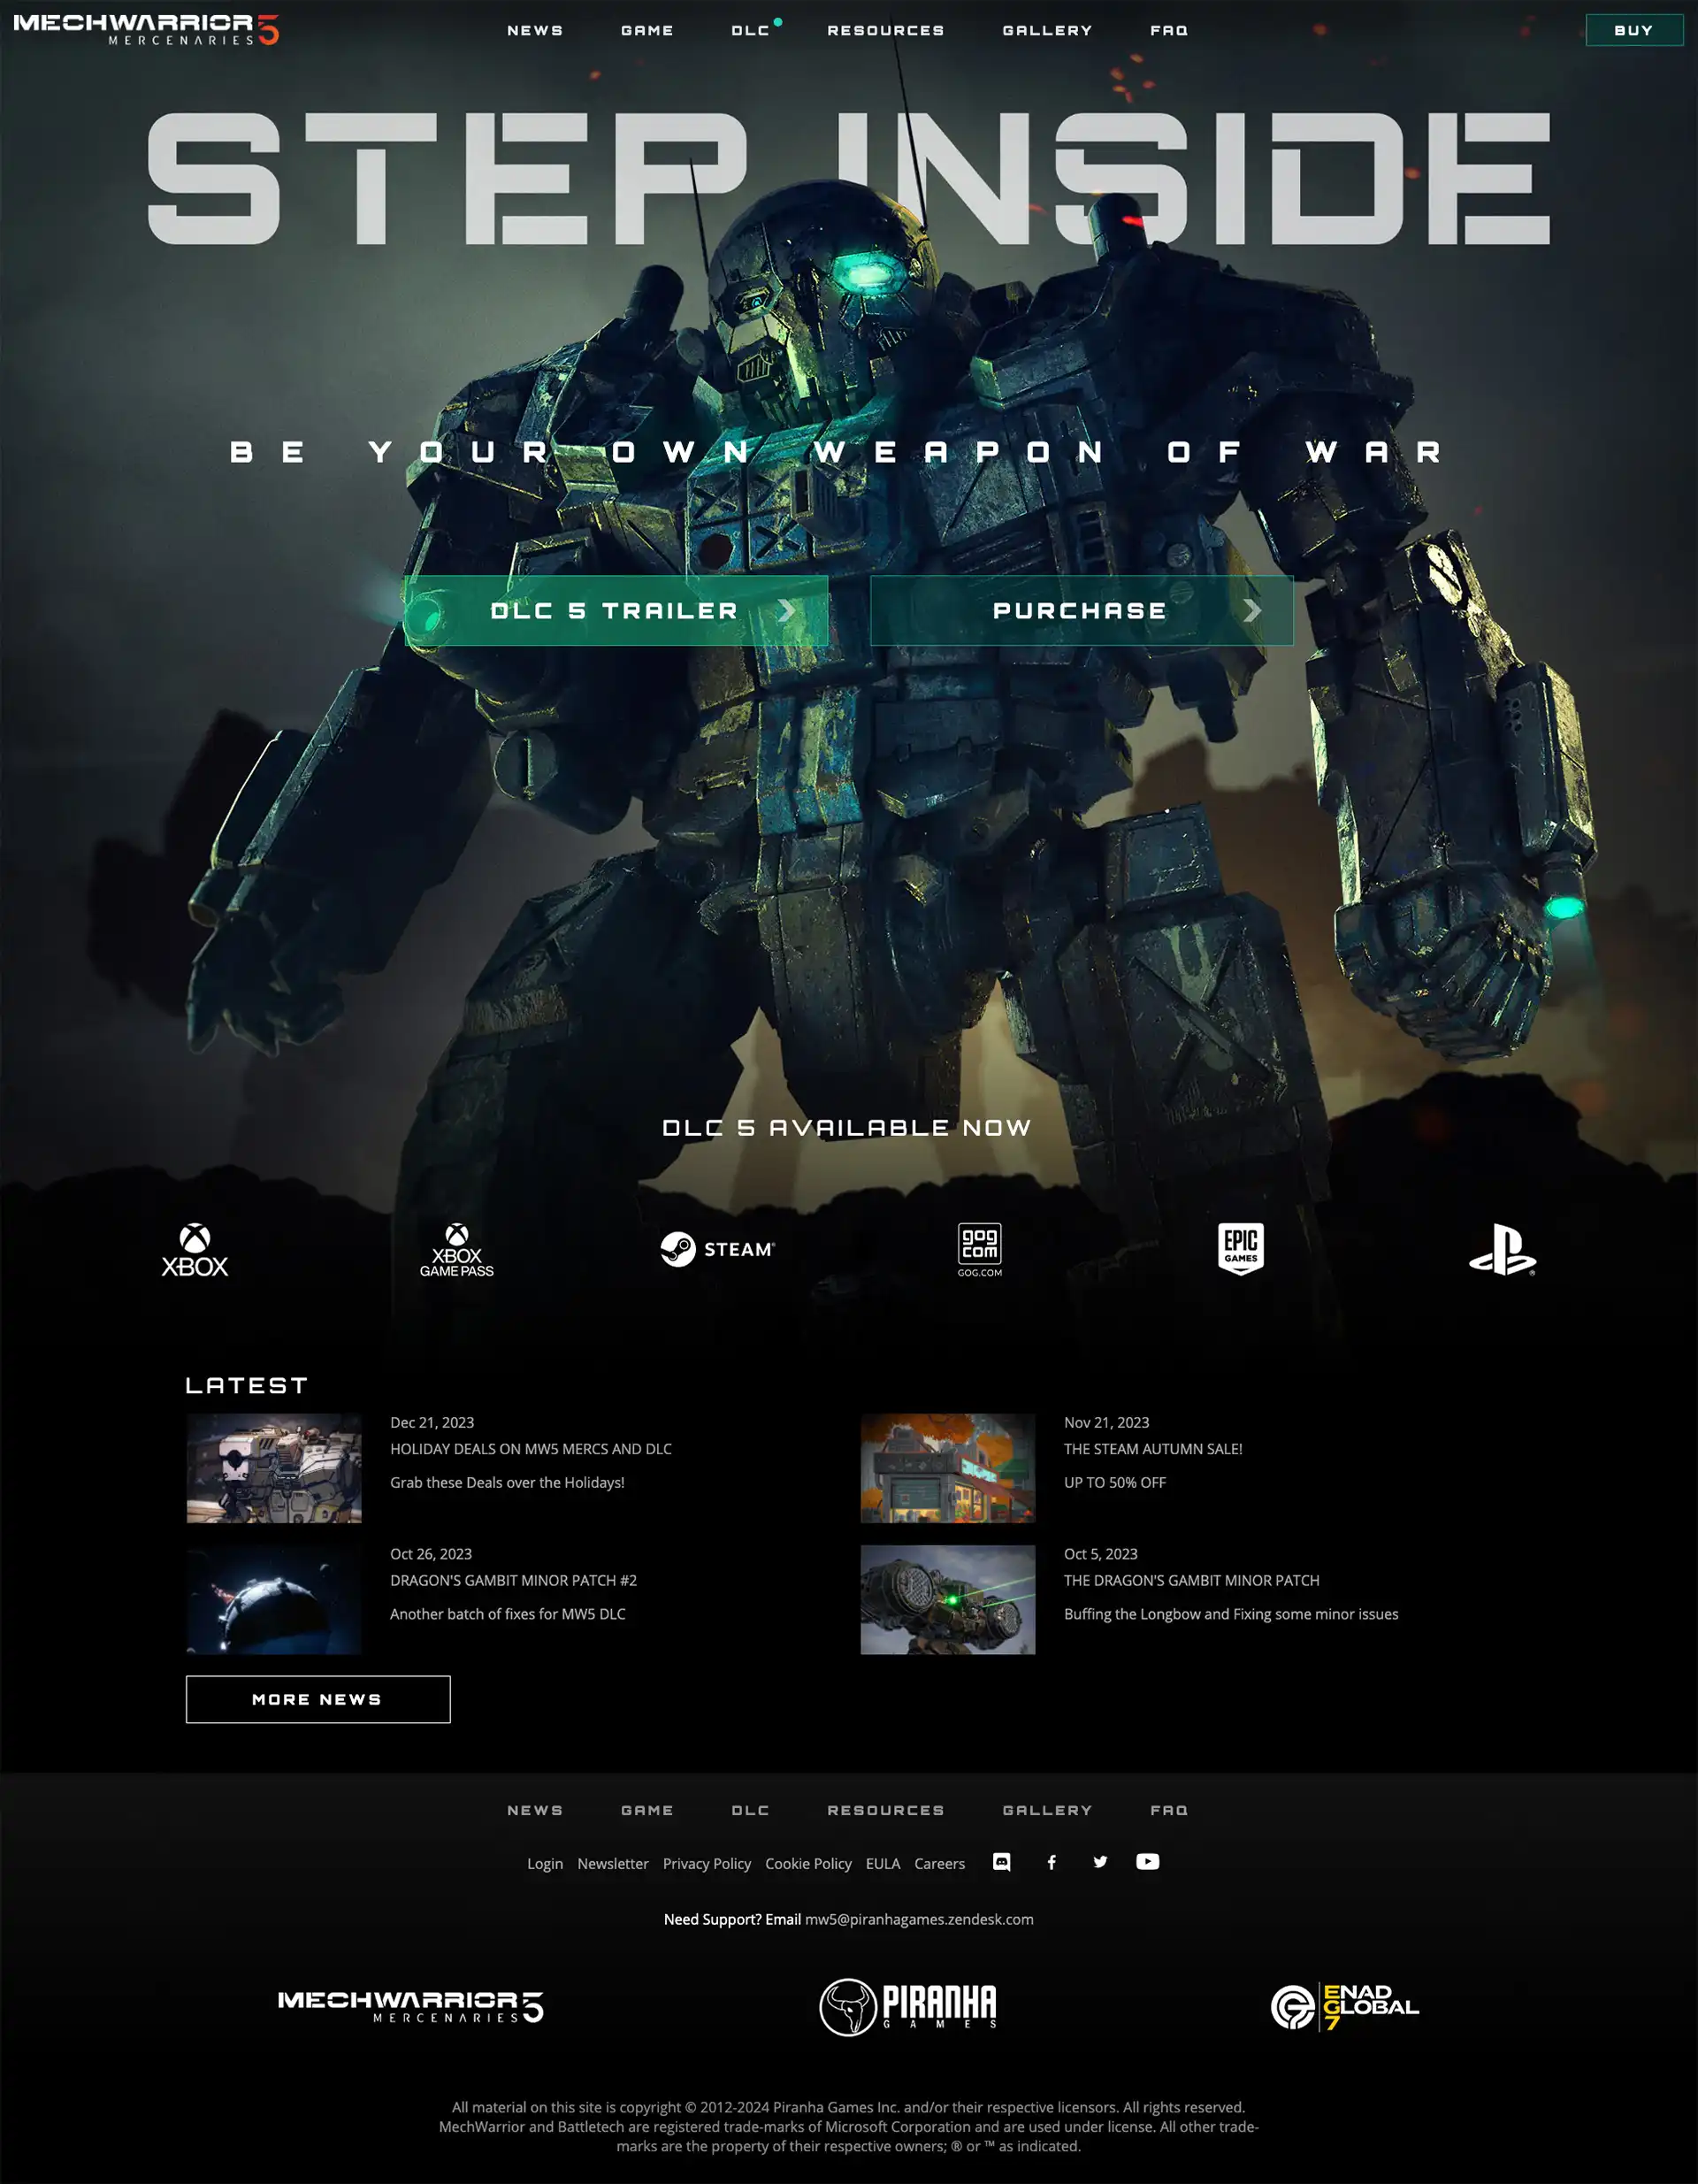 MECHWARRIOR 5
MERCENARIES
NEWS GAME DLC RESOURCES GALLERY FAQ
BUY
STEP INSIDE
BE YOUR OWN WEAPON OF WAR
DLC 5 TRAILER
PURCHASE
DLC 5 AVAILABLE NOW
XBOX
XBOX
GAME PASS
STEAM®
gog
com
GOG.COM
EPIC
GAMES
®
LATEST
Dec 21, 2023
HOLIDAY DEALS ON MW5 MERCS AND DLC
Grab these Deals over the Holidays!
Nov 21, 2023
THE STEAM AUTUMN SALE!
UP TO 50% OFF
Oct 26, 2023
DRAGON'S GAMBIT MINOR PATCH #2
Another batch of fixes for MW5 DLC
Oct 5, 2023
THE DRAGON'S GAMBIT MINOR PATCH
Buffing the Longbow and Fixing some minor issues
MORE NEWS
NEWS GAME DLC RESOURCES GALLERY FAQ
Login Newsletter Privacy Policy Cookie Policy EULA Careers
Need Support? Email mw5@piranhagames.zendesk.com
MECHWARRIOR 5
MERCENARIES
PIRANHA
GAMES
ENAD
GLOBAL
7
All material on this site is copyright © 2012-2024 Piranha Games Inc. and/or their respective licensors. All rights reserved.
MechWarrior and Battletech are registered trade-marks of Microsoft Corporation and are used under license. All other trade-
marks are the property of their respective owners; ® or ™ as indicated.